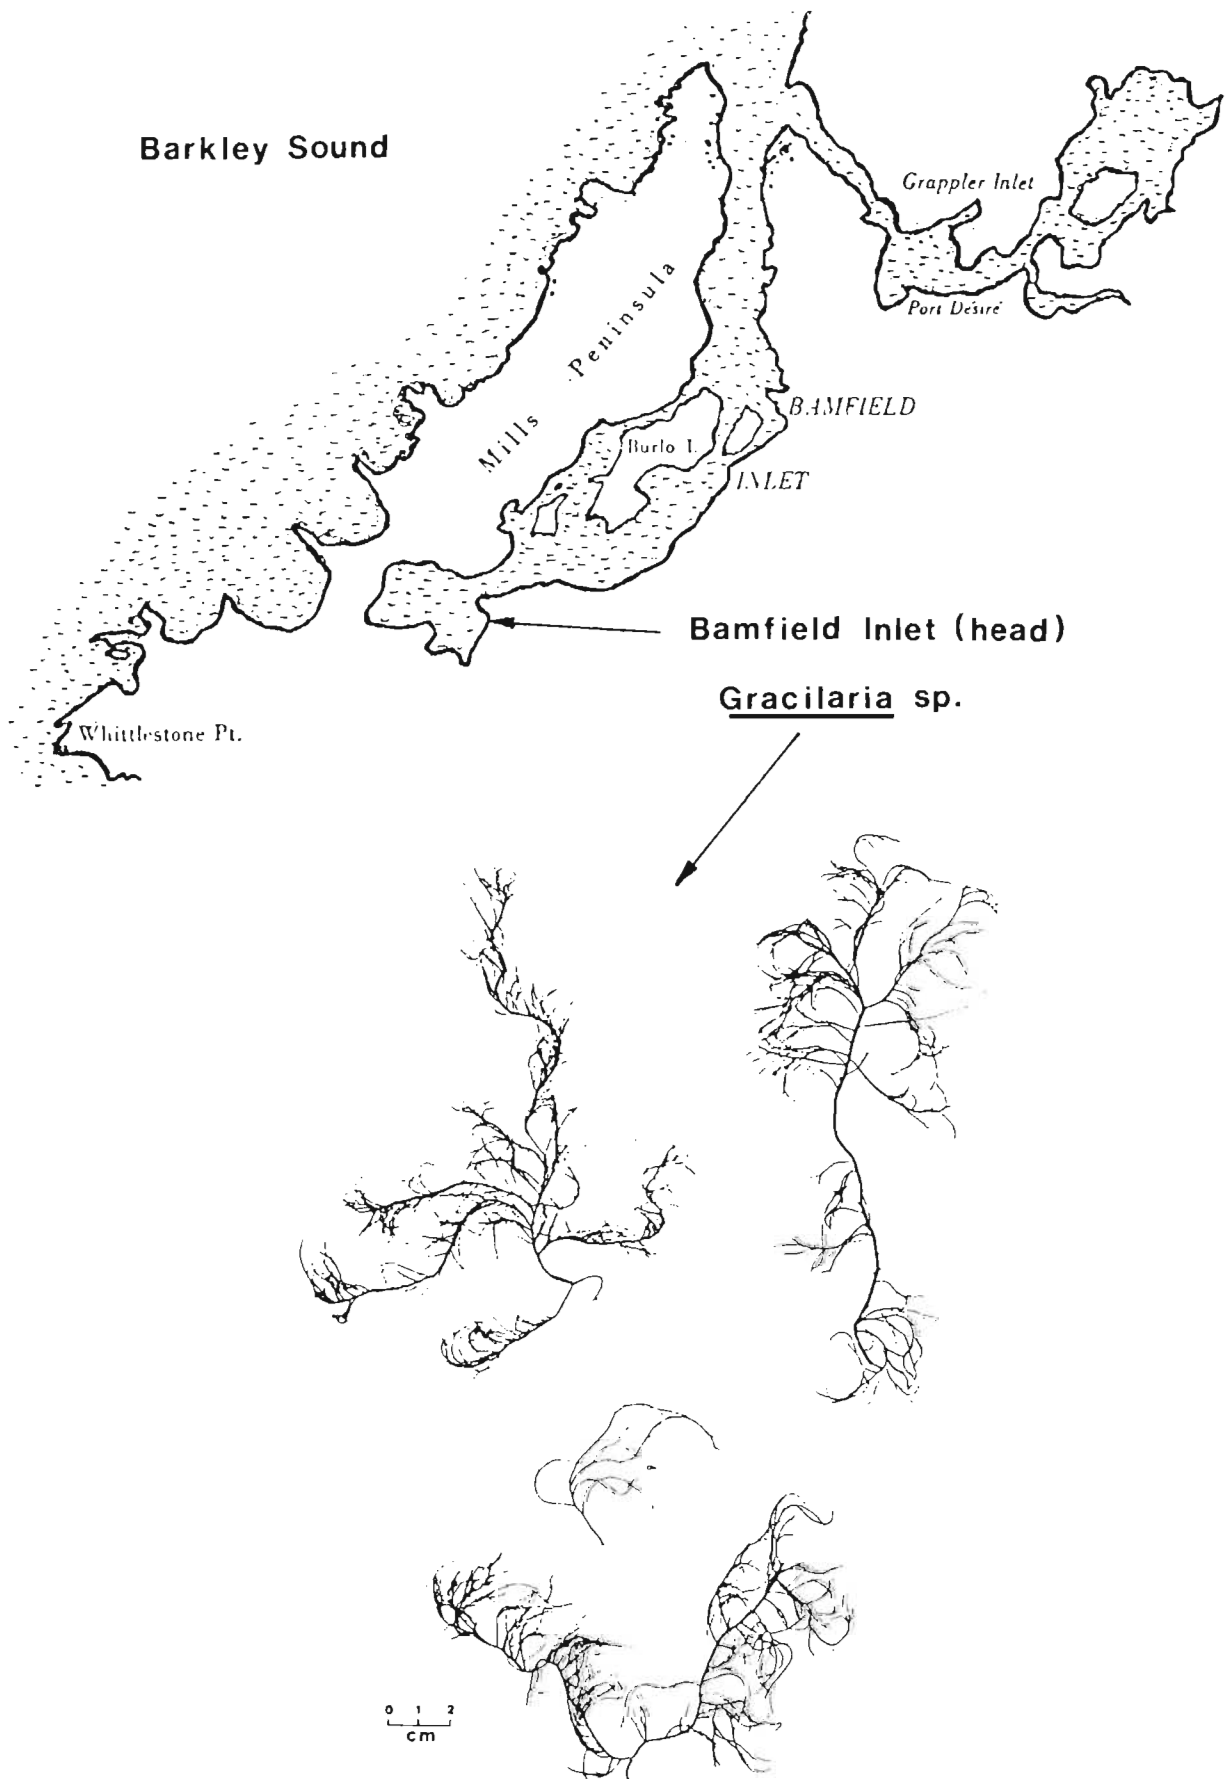 Barkley Sound
Grappler Inlet
Port Désiré
Mills Peninsula
BAMFIELD
Burlo I.
INLET
Bamfield Inlet (head)
Gracilaria sp.
Whittlestone Pt.
0 1 2
cm